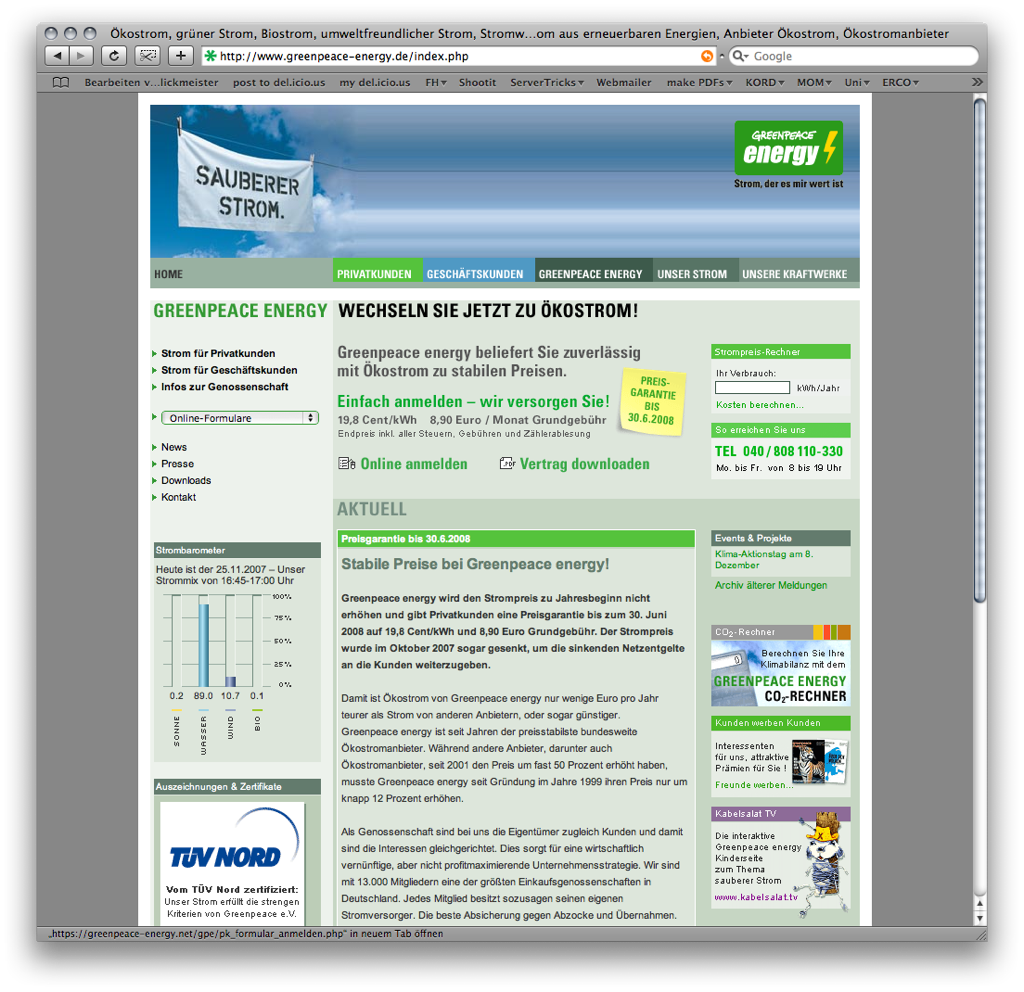 Ökostrom, grüner Strom, Biostrom, umweltfreundlicher Strom, Stromw...om aus erneuerbaren Energien, Anbieter Ökostrom, Ökostromanbieter
http://www.greenpeace-energy.de/index.php
Google
Bearbeiten v...lickmeister post to del.icio.us my del.icio.us FH Shootit ServerTricks Webmailer make PDFs KORD MOM Uni ERCO
SAUBERER
STROM.
GREENPEACE
energy
Strom, der es mir wert ist
HOME PRIVATKUNDEN GESCHÄFTSKUNDEN GREENPEACE ENERGY UNSER STROM UNSERE KRAFTWERKE
GREENPEACE ENERGY
Strom für Privatkunden
Strom für Geschäftskunden
Infos zur Genossenschaft
Online-Formulare
News
Presse
Downloads
Kontakt
Strombarometer
Heute ist der 25.11.2007 – Unser
Strommix von 16:45-17:00 Uhr
100%
75%
50%
25%
0%
0.2 89.0 10.7 0.1
SONNE WASSER WIND BIO
Auszeichnungen & Zertifikate
TÜV NORD
Vom TÜV Nord zertifiziert:
Unser Strom erfüllt die strengen
Kriterien von Greenpeace e.V.
WECHSELN SIE JETZT ZU ÖKOSTROM!
Greenpeace energy beliefert Sie zuverlässig
mit Ökostrom zu stabilen Preisen.
Einfach anmelden – wir versorgen Sie!
19,8 Cent/kWh 8,90 Euro / Monat Grundgebühr
Endpreis inkl. aller Steuern, Gebühren und Zählerablesung
PREIS-
GARANTIE
BIS
30.6.2008
Online anmelden PDF Vertrag downloaden
AKTUELL
Preisgarantie bis 30.6.2008
Stabile Preise bei Greenpeace energy!
Greenpeace energy wird den Strompreis zu Jahresbeginn nicht
erhöhen und gibt Privatkunden eine Preisgarantie bis zum 30. Juni
2008 auf 19,8 Cent/kWh und 8,90 Euro Grundgebühr. Der Strompreis
wurde im Oktober 2007 sogar gesenkt, um die sinkenden Netzentgelte
an die Kunden weiterzugeben.
Damit ist Ökostrom von Greenpeace energy nur wenige Euro pro Jahr
teurer als Strom von anderen Anbietern, oder sogar günstiger.
Greenpeace energy ist seit Jahren der preisstabilste bundesweite
Ökostromanbieter. Während andere Anbieter, darunter auch
Ökostromanbieter, seit 2001 den Preis um fast 50 Prozent erhöht haben,
musste Greenpeace energy seit Gründung im Jahre 1999 ihren Preis nur um
knapp 12 Prozent erhöhen.
Als Genossenschaft sind bei uns die Eigentümer zugleich Kunden und damit
sind die Interessen gleichgerichtet. Dies sorgt für eine wirtschaftlich
vernünftige, aber nicht profitmaximierende Unternehmensstrategie. Wir sind
mit 13.000 Mitgliedern eine der größten Einkaufsgenossenschaften in
Deutschland. Jedes Mitglied besitzt sozusagen seinen eigenen
Stromversorger. Die beste Absicherung gegen Abzocke und Übernahmen.
Strompreis-Rechner
Ihr Verbrauch:
kWh/Jahr
Kosten berechnen...
So erreichen Sie uns
TEL 040 / 808 110-330
Mo. bis Fr. von 8 bis 19 Uhr
Events & Projekte
Klima-Aktionstag am 8.
Dezember
Archiv älterer Meldungen
CO2-Rechner
Berechnen Sie Ihre
Klimabilanz mit dem
GREENPEACE ENERGY
CO2-RECHNER
Kunden werben Kunden
Interessenten
für uns, attraktive
Prämien für Sie !
Freunde werben...
Kabelsalat TV
Die interaktive
Greenpeace energy
Kinderseite
zum Thema
sauberer Strom
www.kabelsalat.tv
„https://greenpeace-energy.net/gpe/pk_formular_anmelden.php" in neuem Tab öffnen